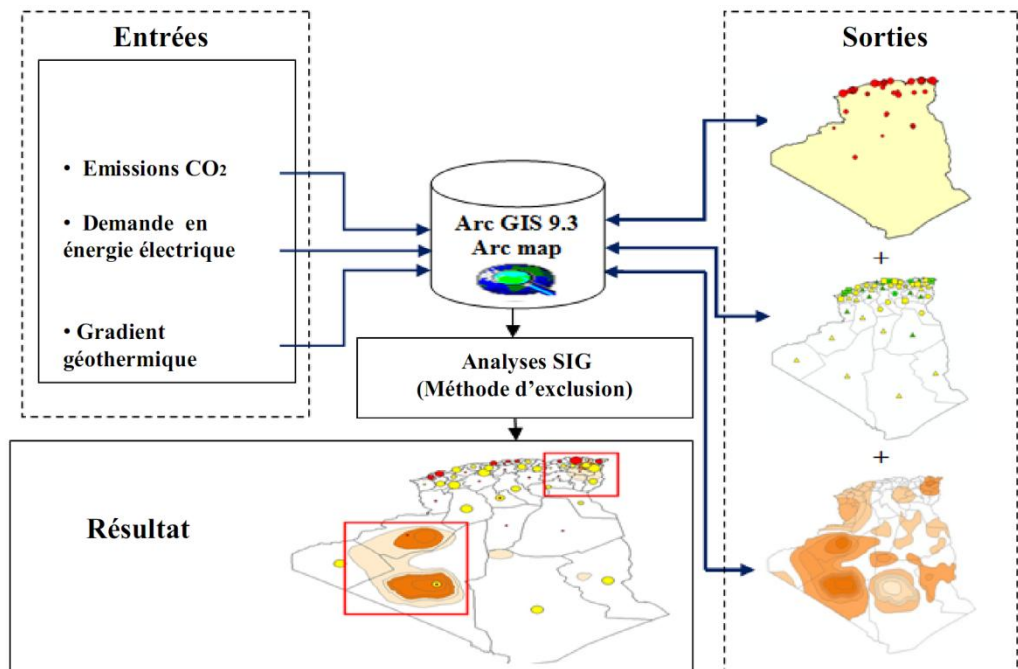 Entrées
• Emissions CO₂
• Demande en
énergie électrique
• Gradient
géothermique
Arc GIS 9.3
Arc map
Analyses SIG
(Méthode d'exclusion)
Résultat
Sorties
+
+